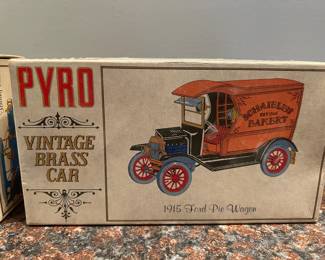 PYRO
VINTAGE
BRASS
CAR
BAKERY
1915 Ford Pie Wagon